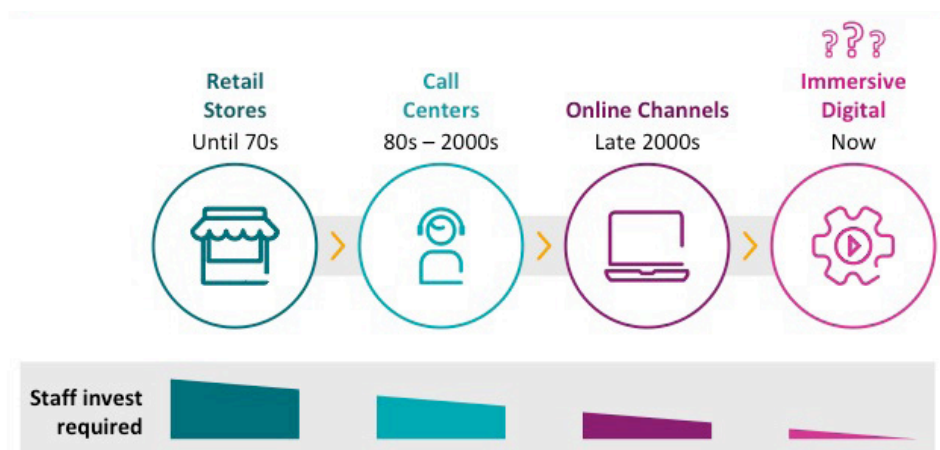 ???
Retail
Stores
Until 70s
Call
Centers
80s – 2000s
Online Channels
Late 2000s
Immersive
Digital
Now
Staff invest
required